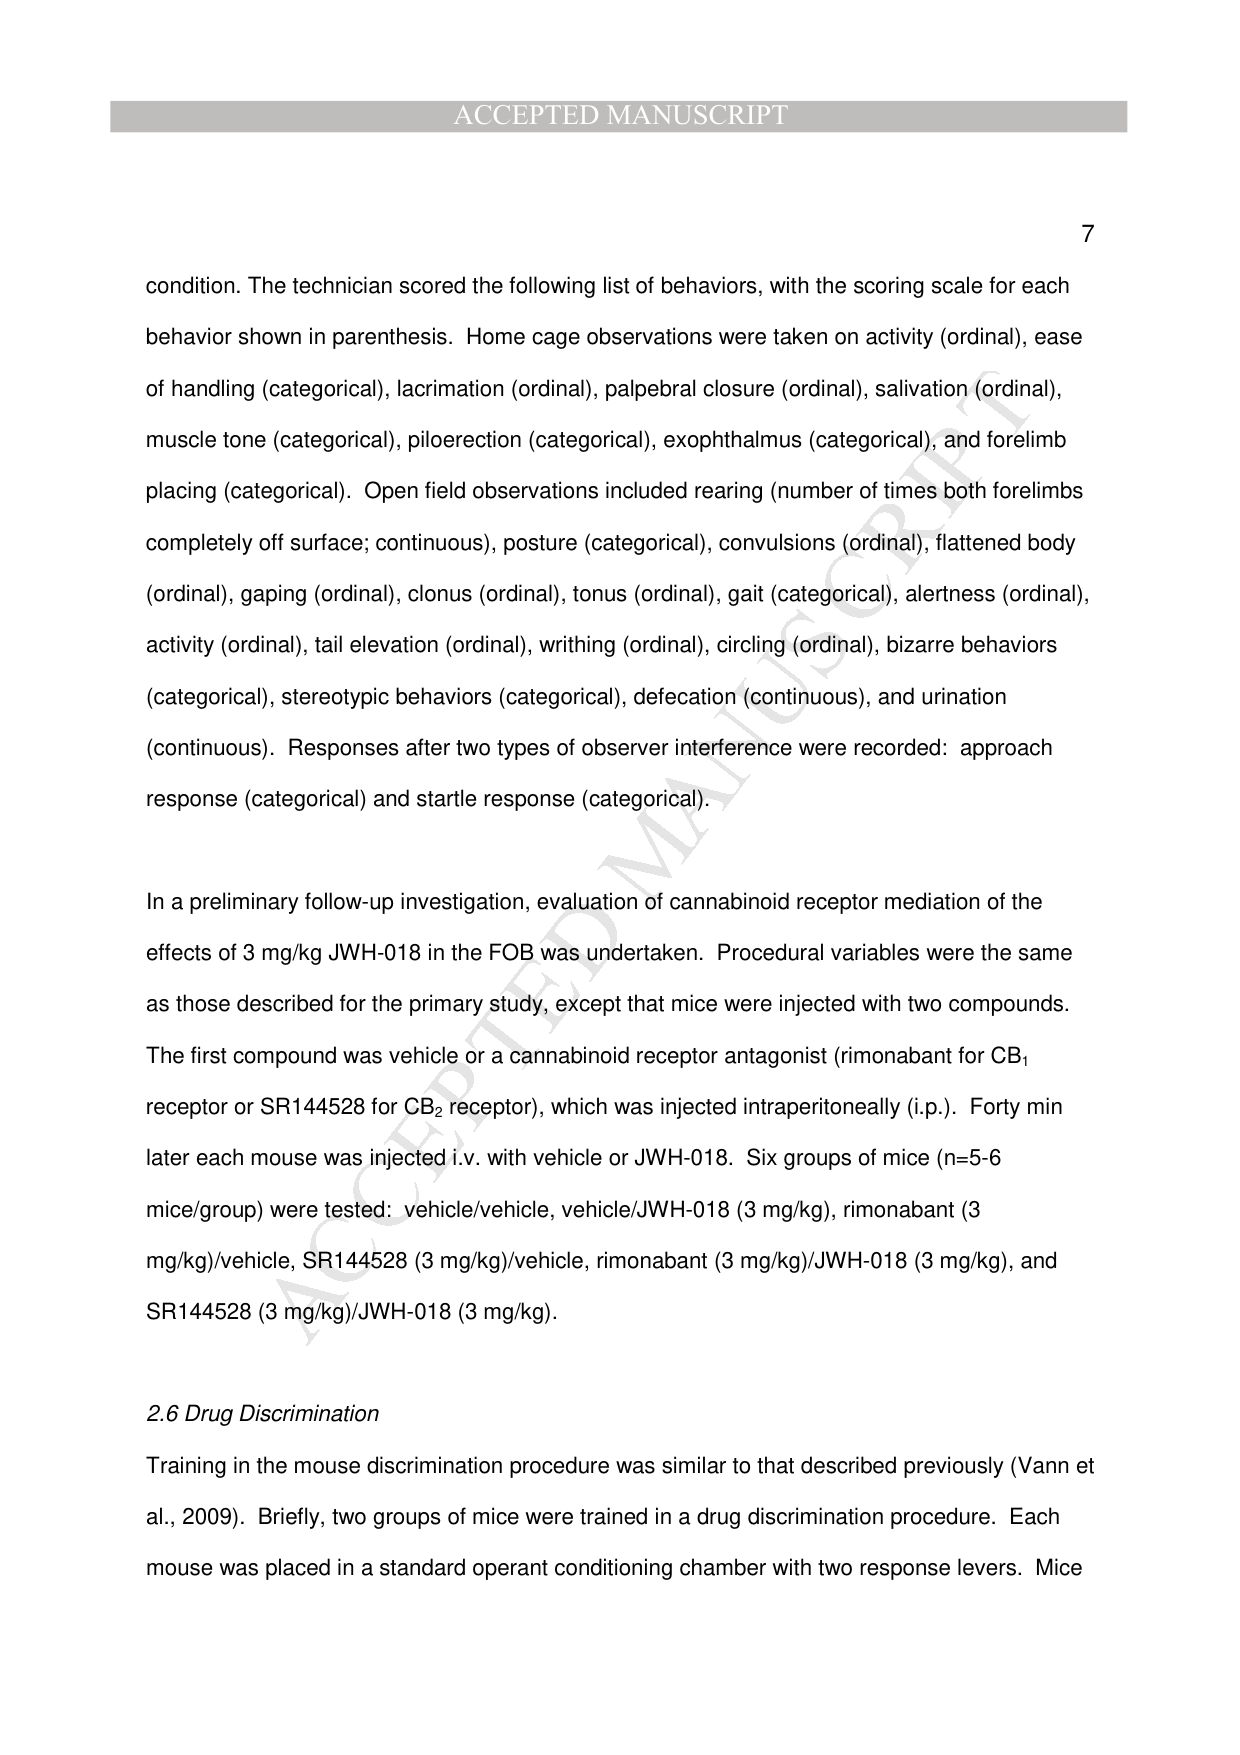 ACCEPTED MANUSCRIPT
7
condition. The technician scored the following list of behaviors, with the scoring scale for each
behavior shown in parenthesis.  Home cage observations were taken on activity (ordinal), ease
of handling (categorical), lacrimation (ordinal), palpebral closure (ordinal), salivation (ordinal),
muscle tone (categorical), piloerection (categorical), exophthalmus (categorical), and forelimb
placing (categorical).  Open field observations included rearing (number of times both forelimbs
completely off surface; continuous), posture (categorical), convulsions (ordinal), flattened body
(ordinal), gaping (ordinal), clonus (ordinal), tonus (ordinal), gait (categorical), alertness (ordinal),
activity (ordinal), tail elevation (ordinal), writhing (ordinal), circling (ordinal), bizarre behaviors
(categorical), stereotypic behaviors (categorical), defecation (continuous), and urination
(continuous).  Responses after two types of observer interference were recorded:  approach
response (categorical) and startle response (categorical).
In a preliminary follow-up investigation, evaluation of cannabinoid receptor mediation of the
effects of 3 mg/kg JWH-018 in the FOB was undertaken.  Procedural variables were the same
as those described for the primary study, except that mice were injected with two compounds.
The first compound was vehicle or a cannabinoid receptor antagonist (rimonabant for CB₁
receptor or SR144528 for CB₂ receptor), which was injected intraperitoneally (i.p.).  Forty min
later each mouse was injected i.v. with vehicle or JWH-018.  Six groups of mice (n=5-6
mice/group) were tested:  vehicle/vehicle, vehicle/JWH-018 (3 mg/kg), rimonabant (3
mg/kg)/vehicle, SR144528 (3 mg/kg)/vehicle, rimonabant (3 mg/kg)/JWH-018 (3 mg/kg), and
SR144528 (3 mg/kg)/JWH-018 (3 mg/kg).
2.6 Drug Discrimination
Training in the mouse discrimination procedure was similar to that described previously (Vann et
al., 2009).  Briefly, two groups of mice were trained in a drug discrimination procedure.  Each
mouse was placed in a standard operant conditioning chamber with two response levers.  Mice
ACCEPTED MANUSCRIPT